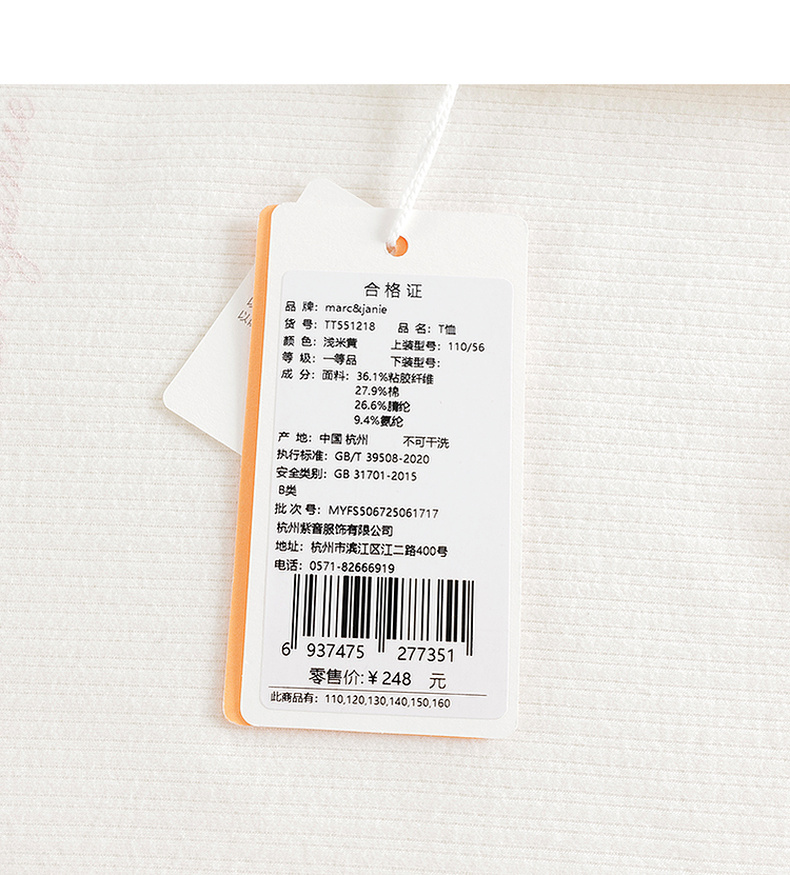 合格证
品 牌: marc&janie
货 号: TT551218 品 名: T恤
颜 色: 浅米黄 上装型号: 110/56
等 级: 一等品 下装型号:
成 分: 面料: 36.1%粘胶纤维
27.9%棉
26.6%腈纶
9.4%氨纶
产 地: 中国 杭州 不可干洗
执行标准: GB/T 39508-2020
安全类别: GB 31701-2015
B类
批 次 号: MYFS506725061717
杭州紫音服饰有限公司
地址: 杭州市滨江区江二路400号
电话: 0571-82666919
6 937475 277351
零售价:¥248 元
此商品有: 110,120,130,140,150,160